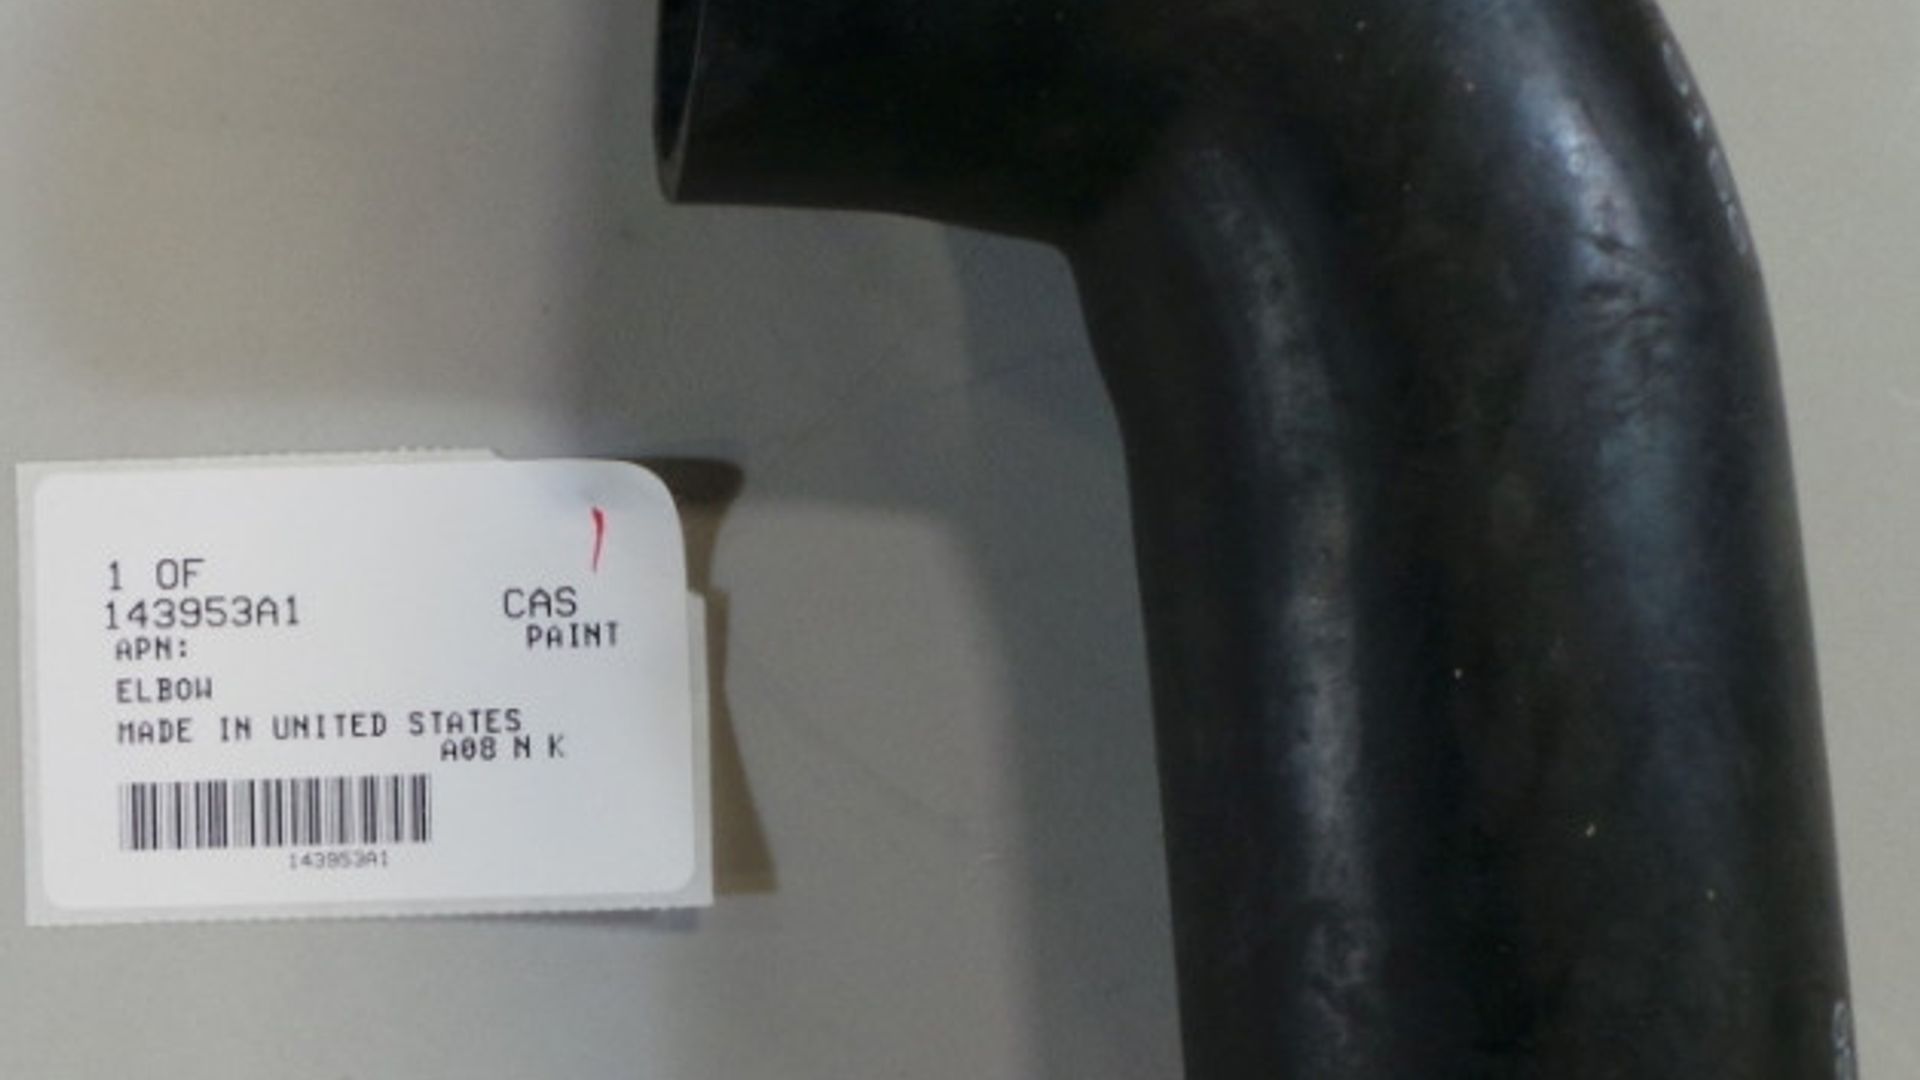 1 OF
143953A1
CAS
APN:
PAINT
ELBOW
MADE IN UNITED STATES
A08 N K
143953A1